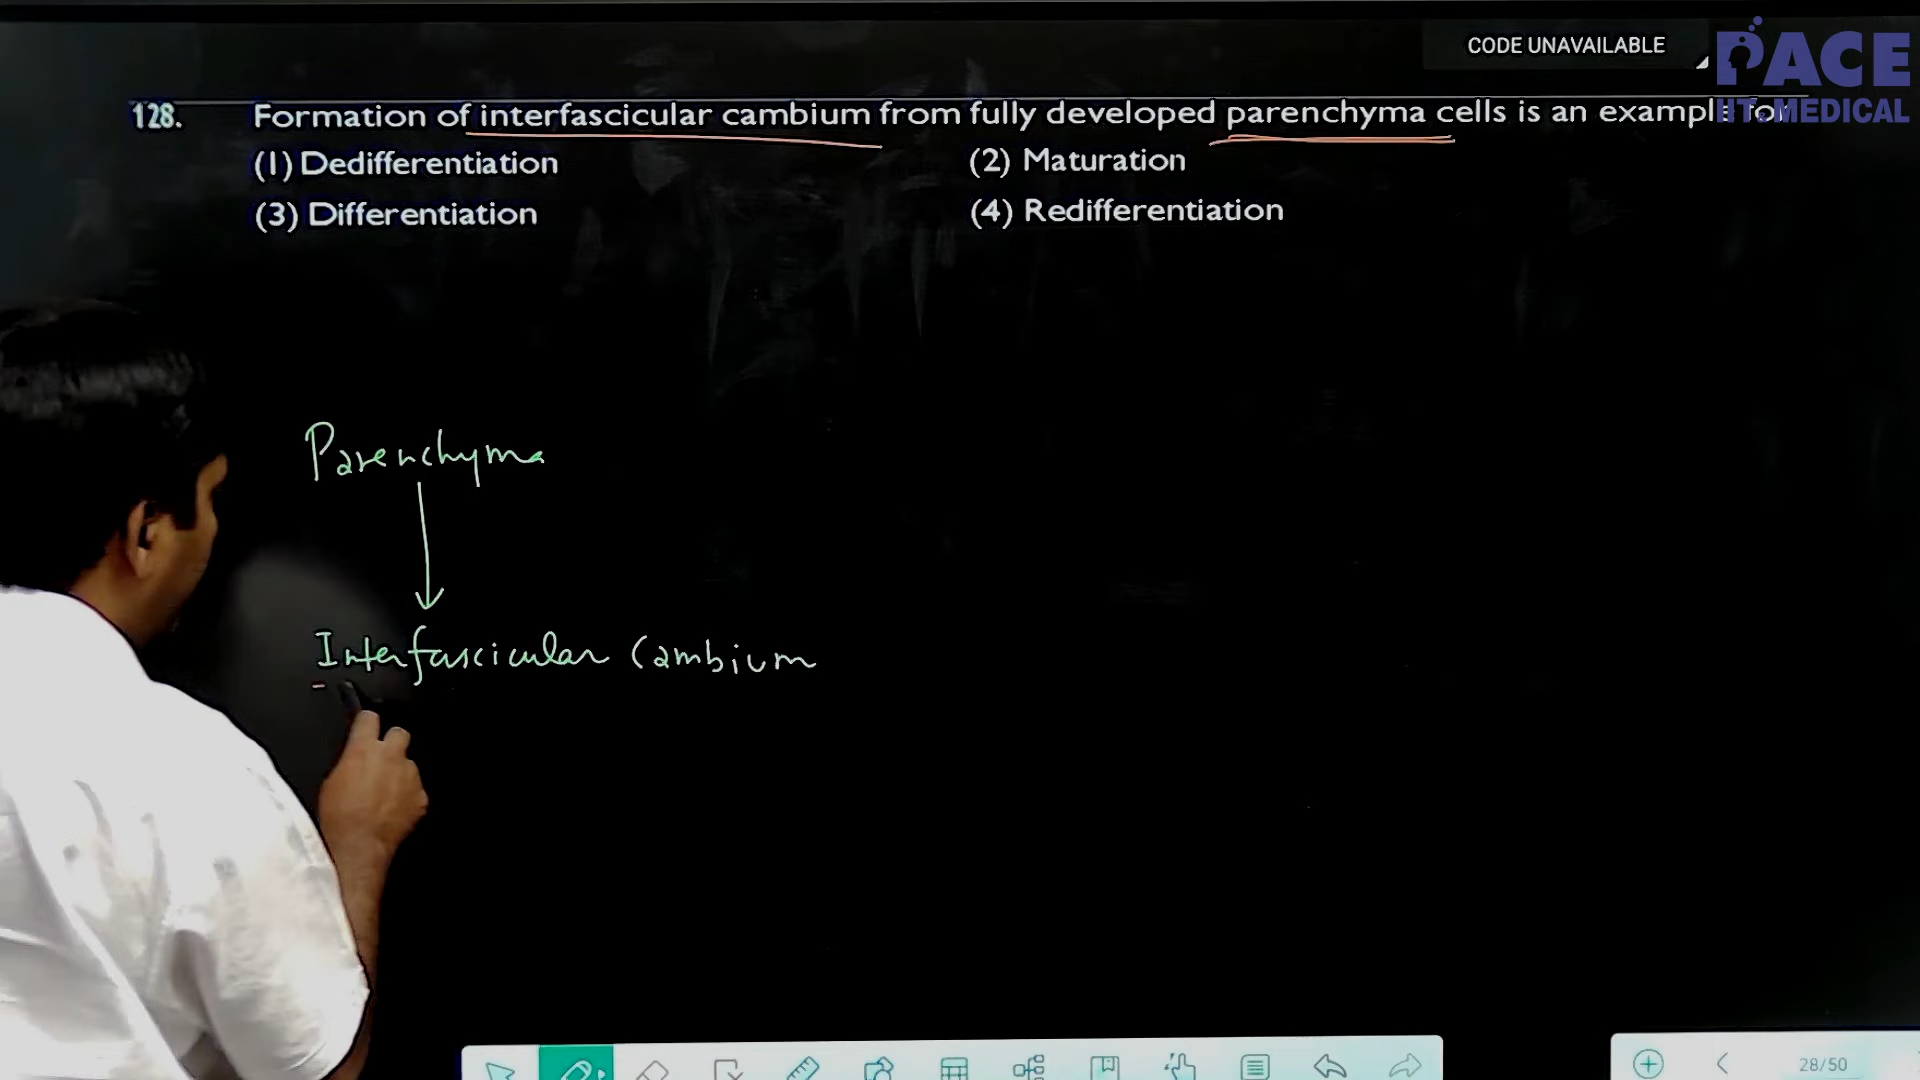 CODE UNAVAILABLE
PACE
IIT & MEDICAL
128. Formation of interfascicular cambium from fully developed parenchyma cells is an example for
(1) Dedifferentiation (2) Maturation
(3) Differentiation (4) Redifferentiation
Parenchyma
Interfascicular Cambium
28/50